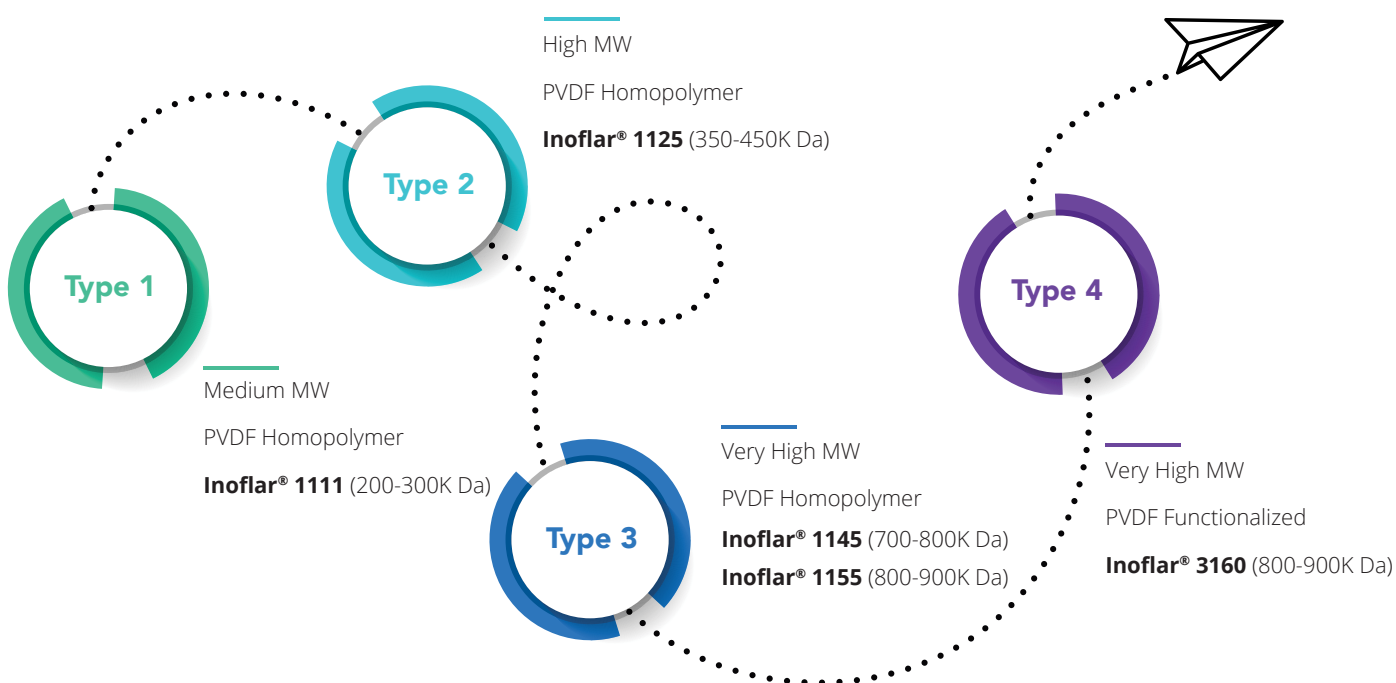 Type 1
Medium MW
PVDF Homopolymer
Inoflar® 1111 (200-300K Da)
Type 2
High MW
PVDF Homopolymer
Inoflar® 1125 (350-450K Da)
Type 3
Very High MW
PVDF Homopolymer
Inoflar® 1145 (700-800K Da)
Inoflar® 1155 (800-900K Da)
Type 4
Very High MW
PVDF Functionalized
Inoflar® 3160 (800-900K Da)